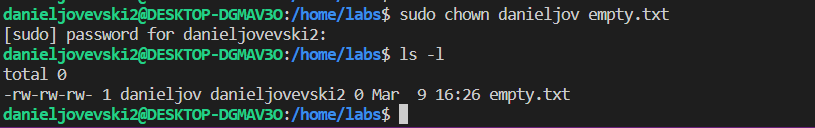 danieljovevski2@DESKTOP-DGMAV3O:/home/labs$ sudo chown danieljov empty.txt
[sudo] password for danieljovevski2:
danieljovevski2@DESKTOP-DGMAV3O:/home/labs$ ls -l
total 0
-rw-rw-rw- 1 danieljov danieljovevski2 0 Mar  9 16:26 empty.txt
danieljovevski2@DESKTOP-DGMAV3O:/home/labs$